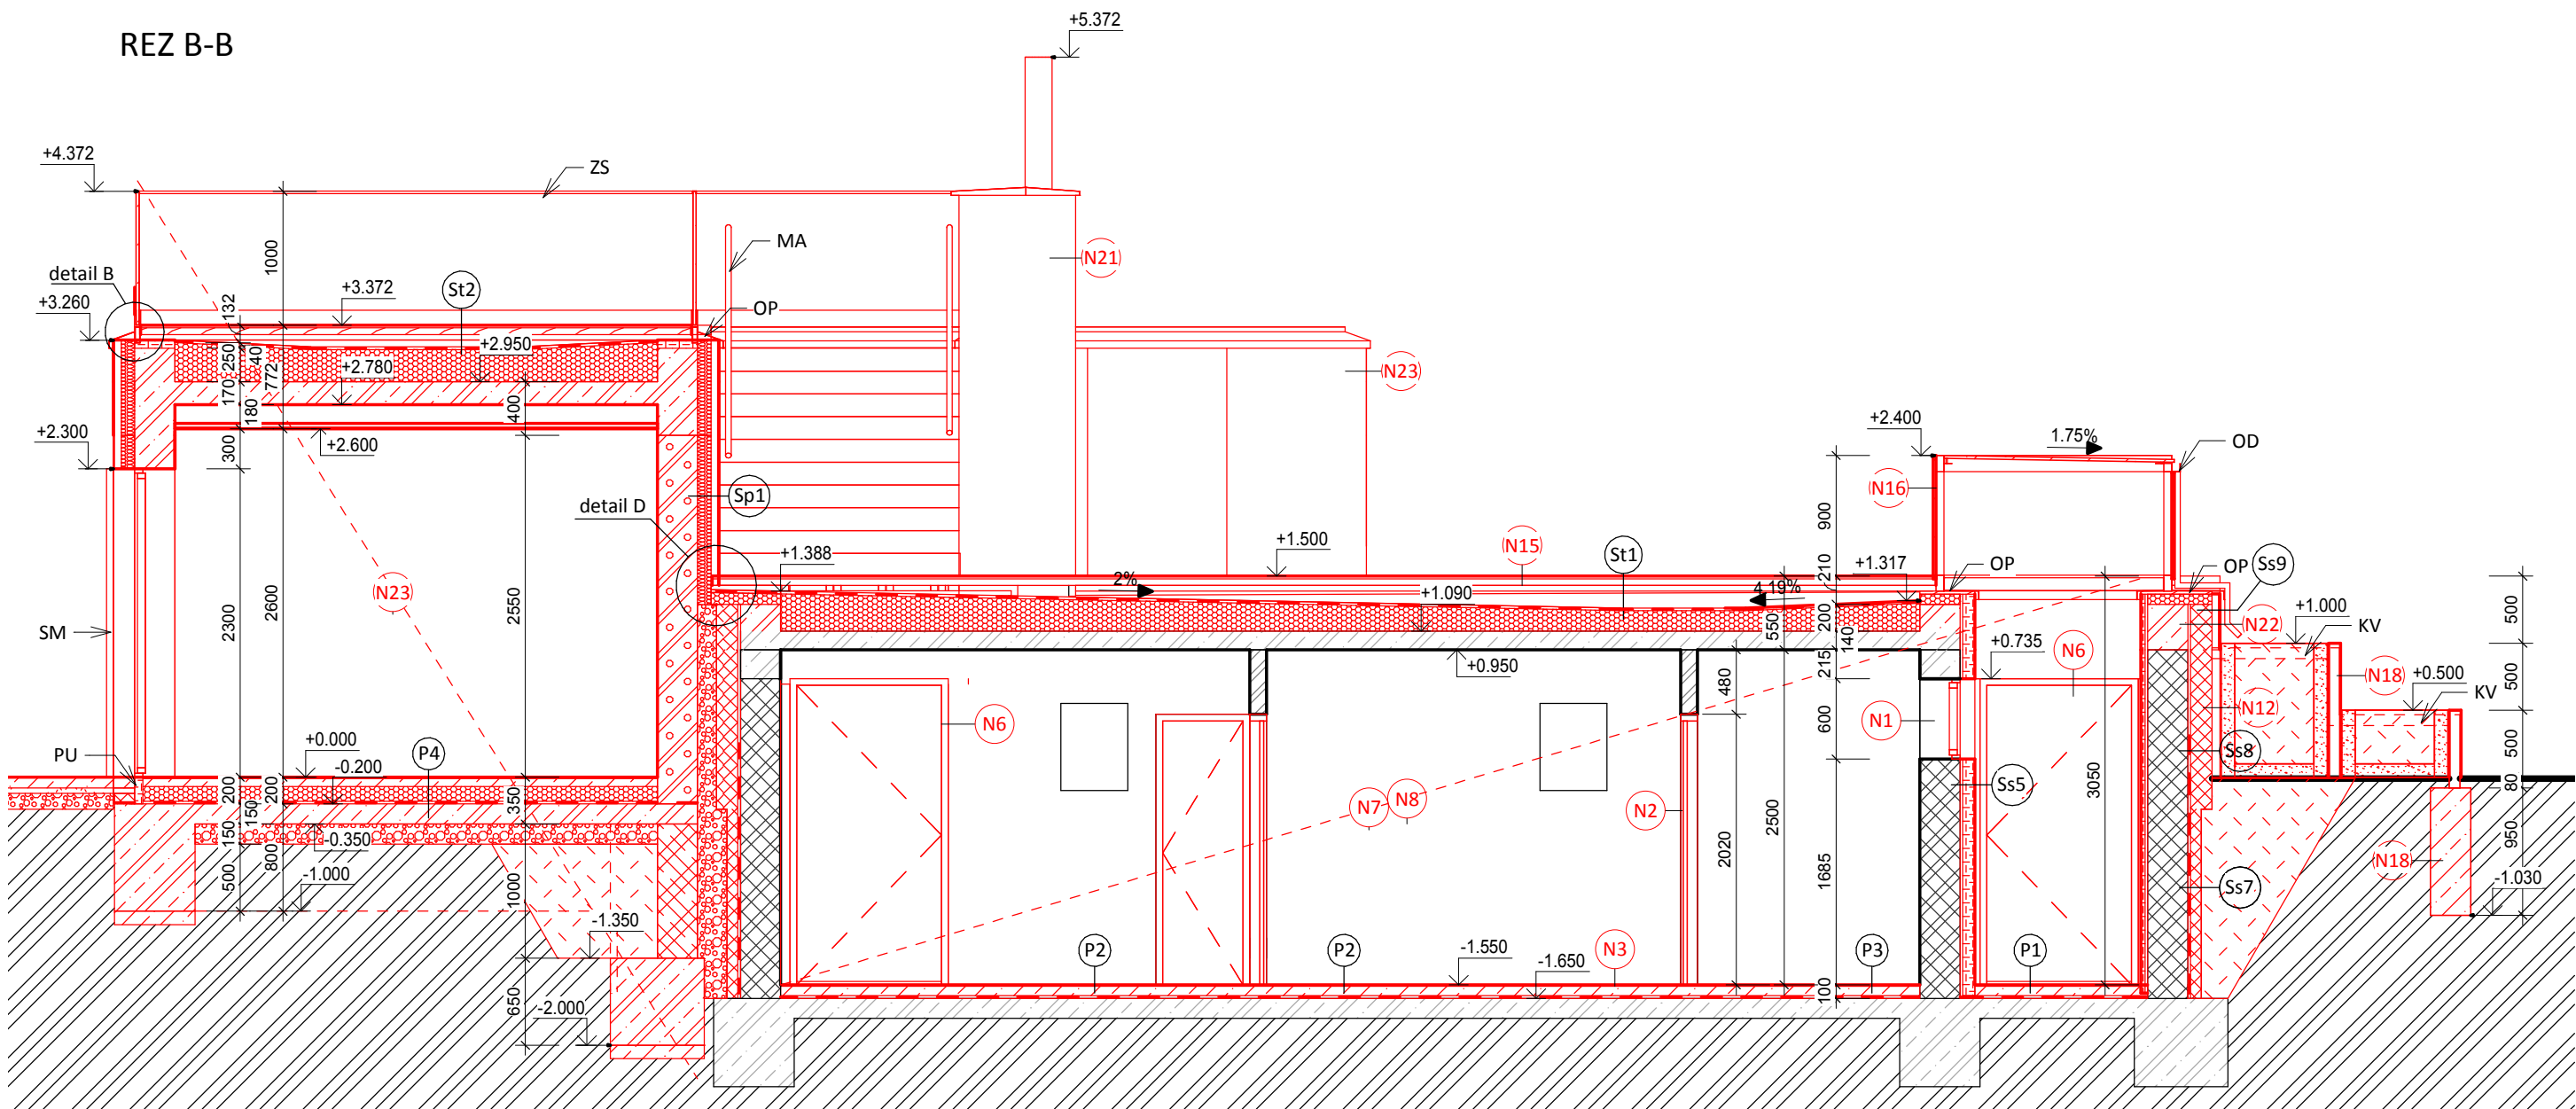 REZ B-B
+5.372
+4.372
ZS
MA
N21
detail B
+3.260
1000
132
+3.372
St2
OP
+2.950
+2.780
250
240
772
170
180
400
N23
+2.300
300
+2.600
+2.400
1.75%
OD
N16
900
Sp1
detail D
+1.388
+1.500
N15
St1
2%
4.19%
+1.090
+1.317
210
OP
OP
Ss9
200
550
140
+1.000
KV
500
N22
N23
2300
2600
2550
SM
+0.950
215
+0.735
N6
N18
+0.500
KV
500
N12
480
600
N1
N6
PU
+0.000
P4
-0.200
200
200
350
150
150
-0.350
800
500
-1.000
1000
-1.350
650
-2.000
N7
N8
N2
2020
2500
1685
Ss5
3050
Ss8
Ss7
500
80
950
N18
-1.030
P2
P2
-1.550
-1.650
N3
P3
P1
100